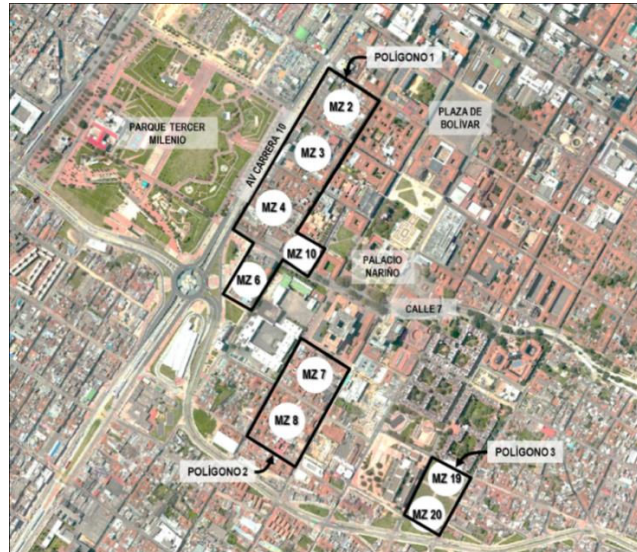 POLÍGONO 1
MZ 2
PLAZA DE
BOLÍVAR
PARQUE TERCER
MILENIO
AV CARRERA 10
MZ 3
MZ 4
MZ 10
PALACIO
NARIÑO
MZ 6
CALLE 7
MZ 7
MZ 8
POLÍGONO 2
POLÍGONO 3
MZ 19
MZ 20